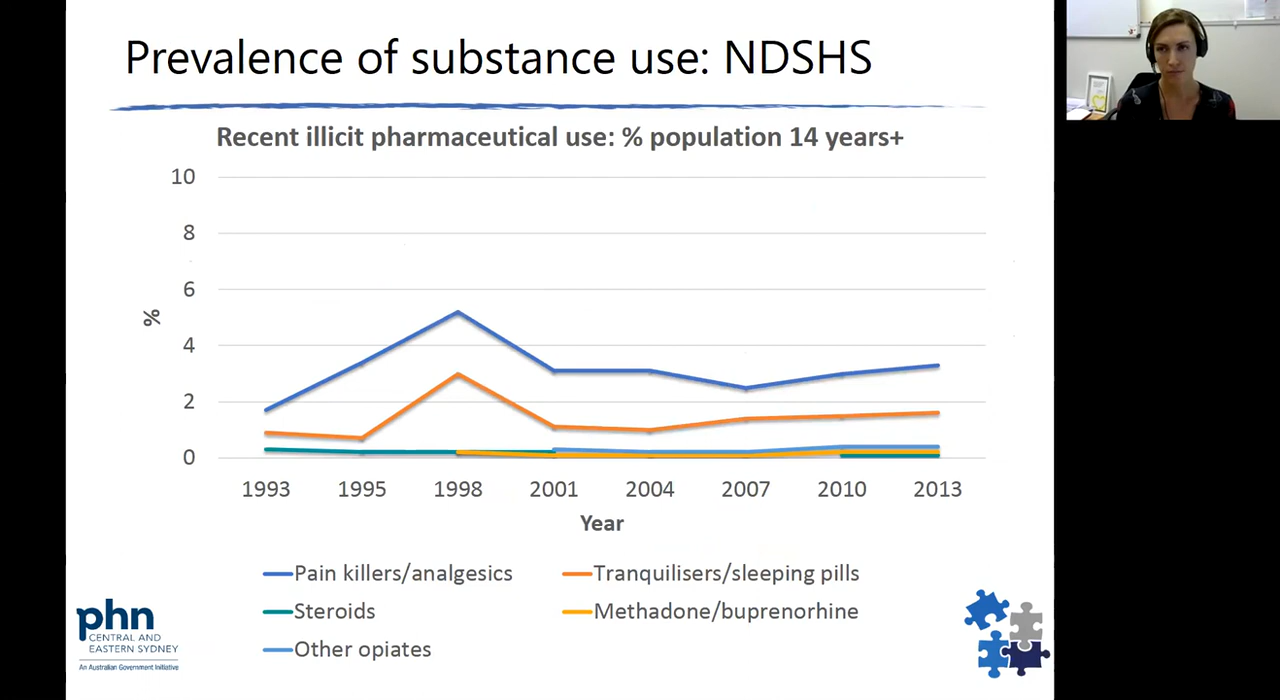 Prevalence of substance use: NDSHS
Recent illicit pharmaceutical use: % population 14 years+
10
8
6
4
2
0
%
1993 1995 1998 2001 2004 2007 2010 2013
Year
Pain killers/analgesics Tranquilisers/sleeping pills
Steroids Methadone/buprenorhine
Other opiates
phn
CENTRAL AND
EASTERN SYDNEY
An Australian Government Initiative